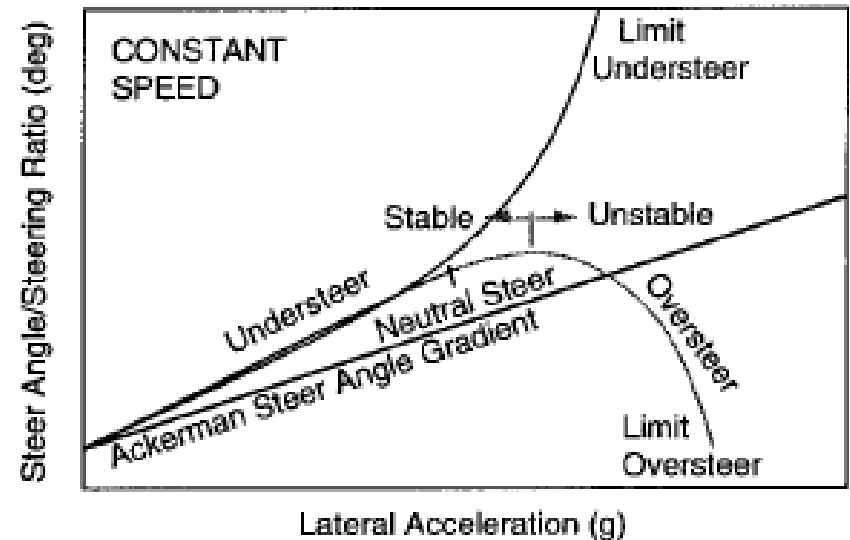 CONSTANT
SPEED
Limit
Understeer
Stable
Unstable
Understeer
Neutral Steer
Ackerman Steer Angle Gradient
Oversteer
Limit
Oversteer
Steer Angle/Steering Ratio (deg)
Lateral Acceleration (g)